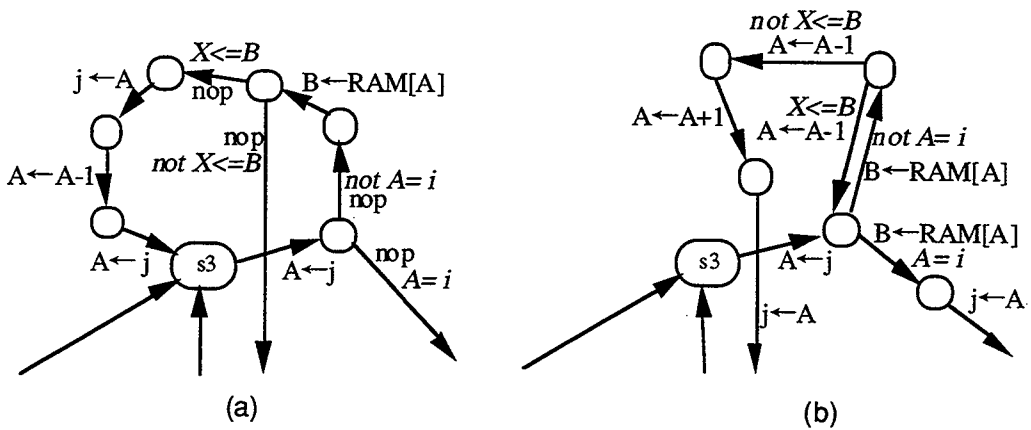 X<=B
nop
j←A
B←RAM[A]
A←A-1
nop
not X<=B
not A= i
nop
A←j
s3
A←j
nop
A= i
(a)
not X<=B
A←A-1
A←A+1
X<=B
A←A-1
not A= i
B←RAM[A]
s3
A←j
B←RAM[A]
A= i
j←A
j←A
(b)